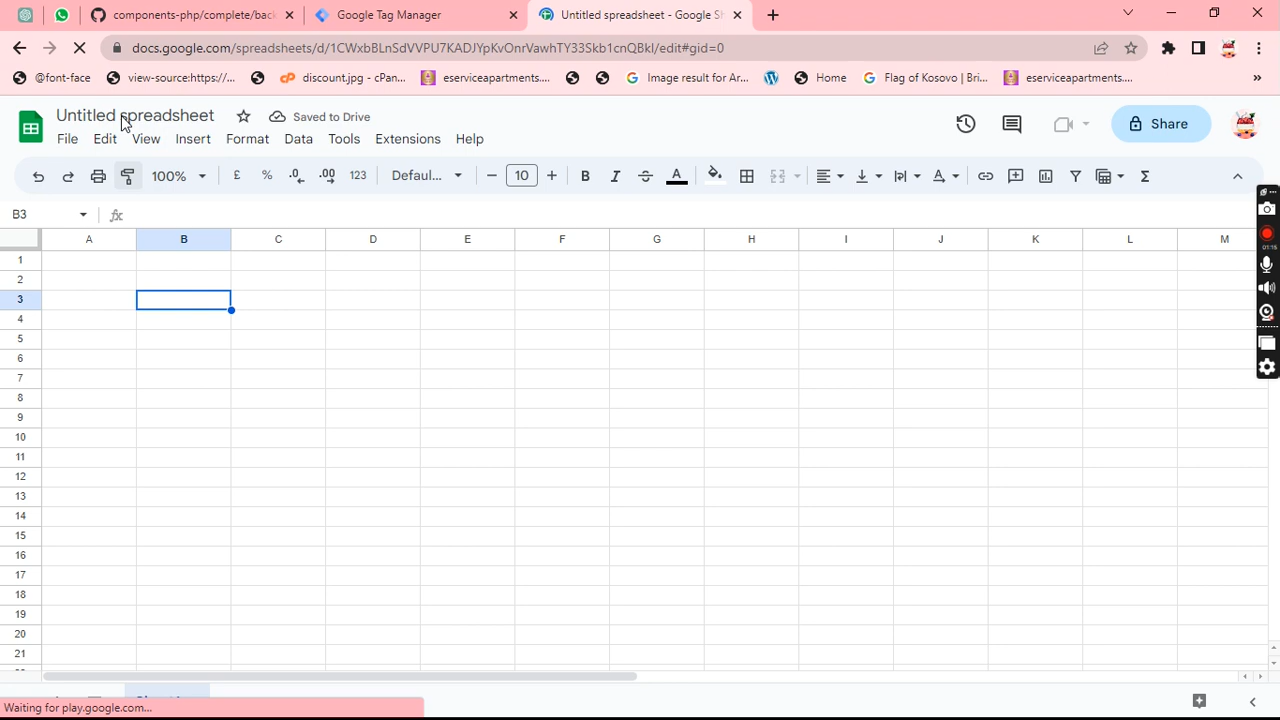 components-php/complete/back
Google Tag Manager
Untitled spreadsheet - Google Sh
docs.google.com/spreadsheets/d/1CWxbBLnSdVVPU7KADJYpKvOnrVawhTY33Skb1cnQBkI/edit#gid=0
@font-face
view-source:https://...
discount.jpg - cPan...
eserviceapartments....
Image result for Ar...
Home
Flag of Kosovo | Bri...
eserviceapartments....
»
Untitled spreadsheet
Saved to Drive
Share
File Edit View Insert Format Data Tools Extensions Help
100% £ % .0 .00 123 Defaul... 10 B I S A Σ
B3 fx
A B C D E F G H I J K L M
1
2
3
4
5
6
7
8
9
10
11
12
13
14
15
16
17
18
19
20
21
01:15
Waiting for play.google.com...